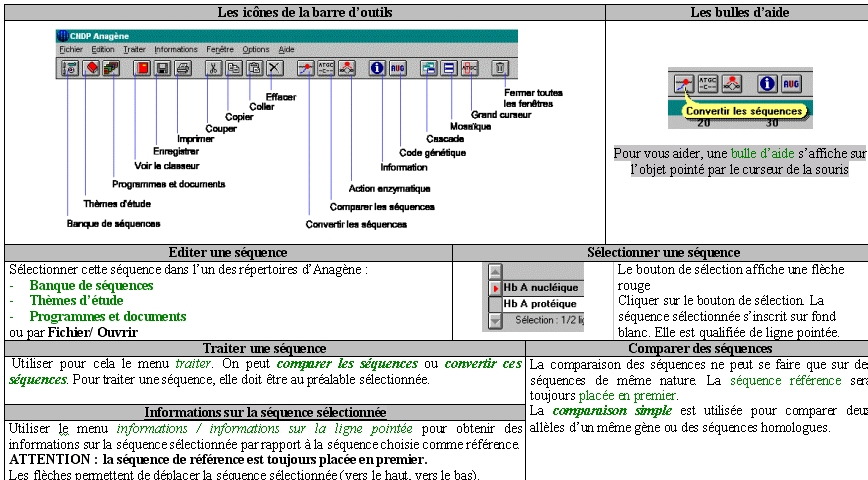 Les icônes de la barre d'outils
CNDP Anagène
Fichier Edition Traiter Informations Fenêtre Options Aide
ATGC
--C---
AUG
ATGC
Fermer toutes
les fenêtres
Effacer
Coller
Copier
Couper
Imprimer
Enregistrer
Voir le classeur
Programmes et documents
Thèmes d'étude
Banque de séquences
Grand curseur
Mosaïque
Cascade
Code génétique
Information
Action enzymatique
Comparer les séquences
Convertir les séquences
Les bulles d'aide
ATGC
--C---
AUG
Convertir les séquences
20 30
Pour vous aider, une bulle d'aide s'affiche sur
l'objet pointé par le curseur de la souris
Editer une séquence
Sélectionner cette séquence dans l'un des répertoires d'Anagène :
- Banque de séquences
- Thèmes d'étude
- Programmes et documents
ou par Fichier/ Ouvrir
Sélectionner une séquence
Hb A nucléique
Hb A protéique
Sélection : 1/2 lig
Le bouton de sélection affiche une flèche
rouge
Cliquer sur le bouton de sélection. La
séquence sélectionnée s'inscrit sur fond
blanc. Elle est qualifiée de ligne pointée.
Traiter une séquence
Utiliser pour cela le menu traiter. On peut comparer les séquences ou convertir ces
séquences. Pour traiter une séquence, elle doit être au préalable sélectionnée.
Informations sur la séquence sélectionnée
Utiliser le menu informations / informations sur la ligne pointée pour obtenir des
informations sur la séquence sélectionnée par rapport à la séquence choisie comme référence.
ATTENTION : la séquence de référence est toujours placée en premier.
Les flèches permettent de déplacer la séquence sélectionnée (vers le haut, vers le bas).
Comparer des séquences
La comparaison des séquences ne peut se faire que sur de
séquences de même nature. La séquence référence sera
toujours placée en premier.
La comparaison simple est utilisée pour comparer deux
allèles d'un même gène ou des séquences homologues.